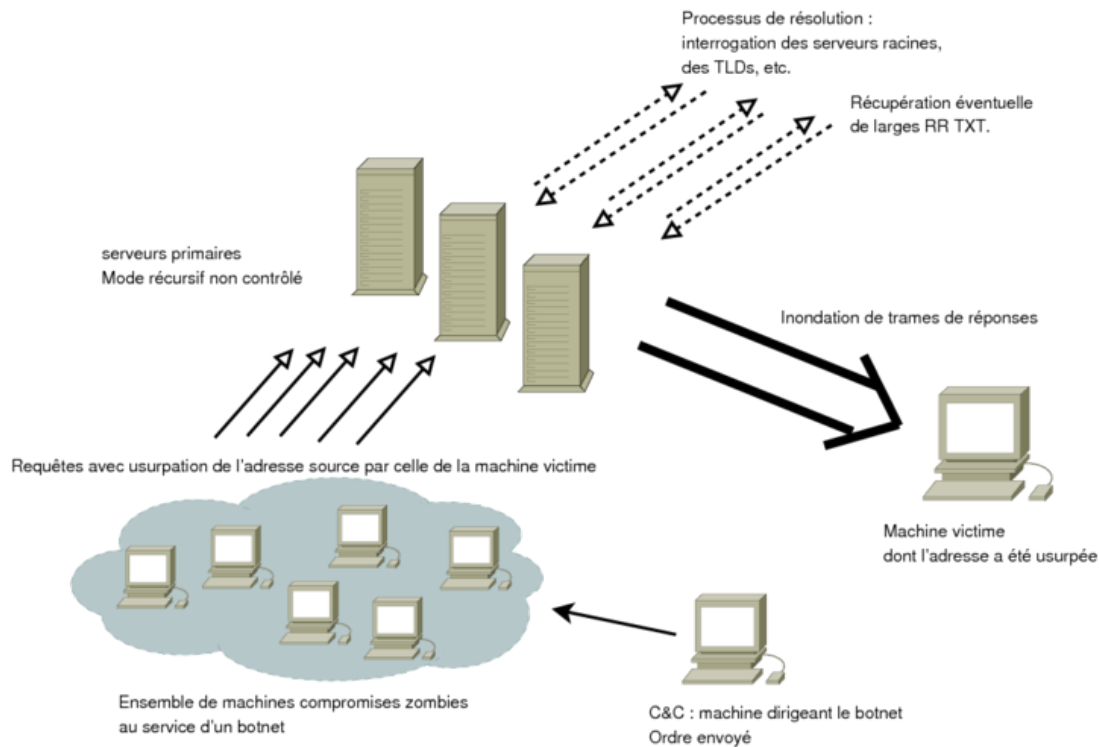 Processus de résolution :
interrogation des serveurs racines,
des TLDs, etc.
Récupération éventuelle
de larges RR TXT.
serveurs primaires
Mode récursif non contrôlé
Inondation de trames de réponses
Requêtes avec usurpation de l'adresse source par celle de la machine victime
Machine victime
dont l'adresse a été usurpée
Ensemble de machines compromises zombies
au service d'un botnet
C&C : machine dirigeant le botnet
Ordre envoyé